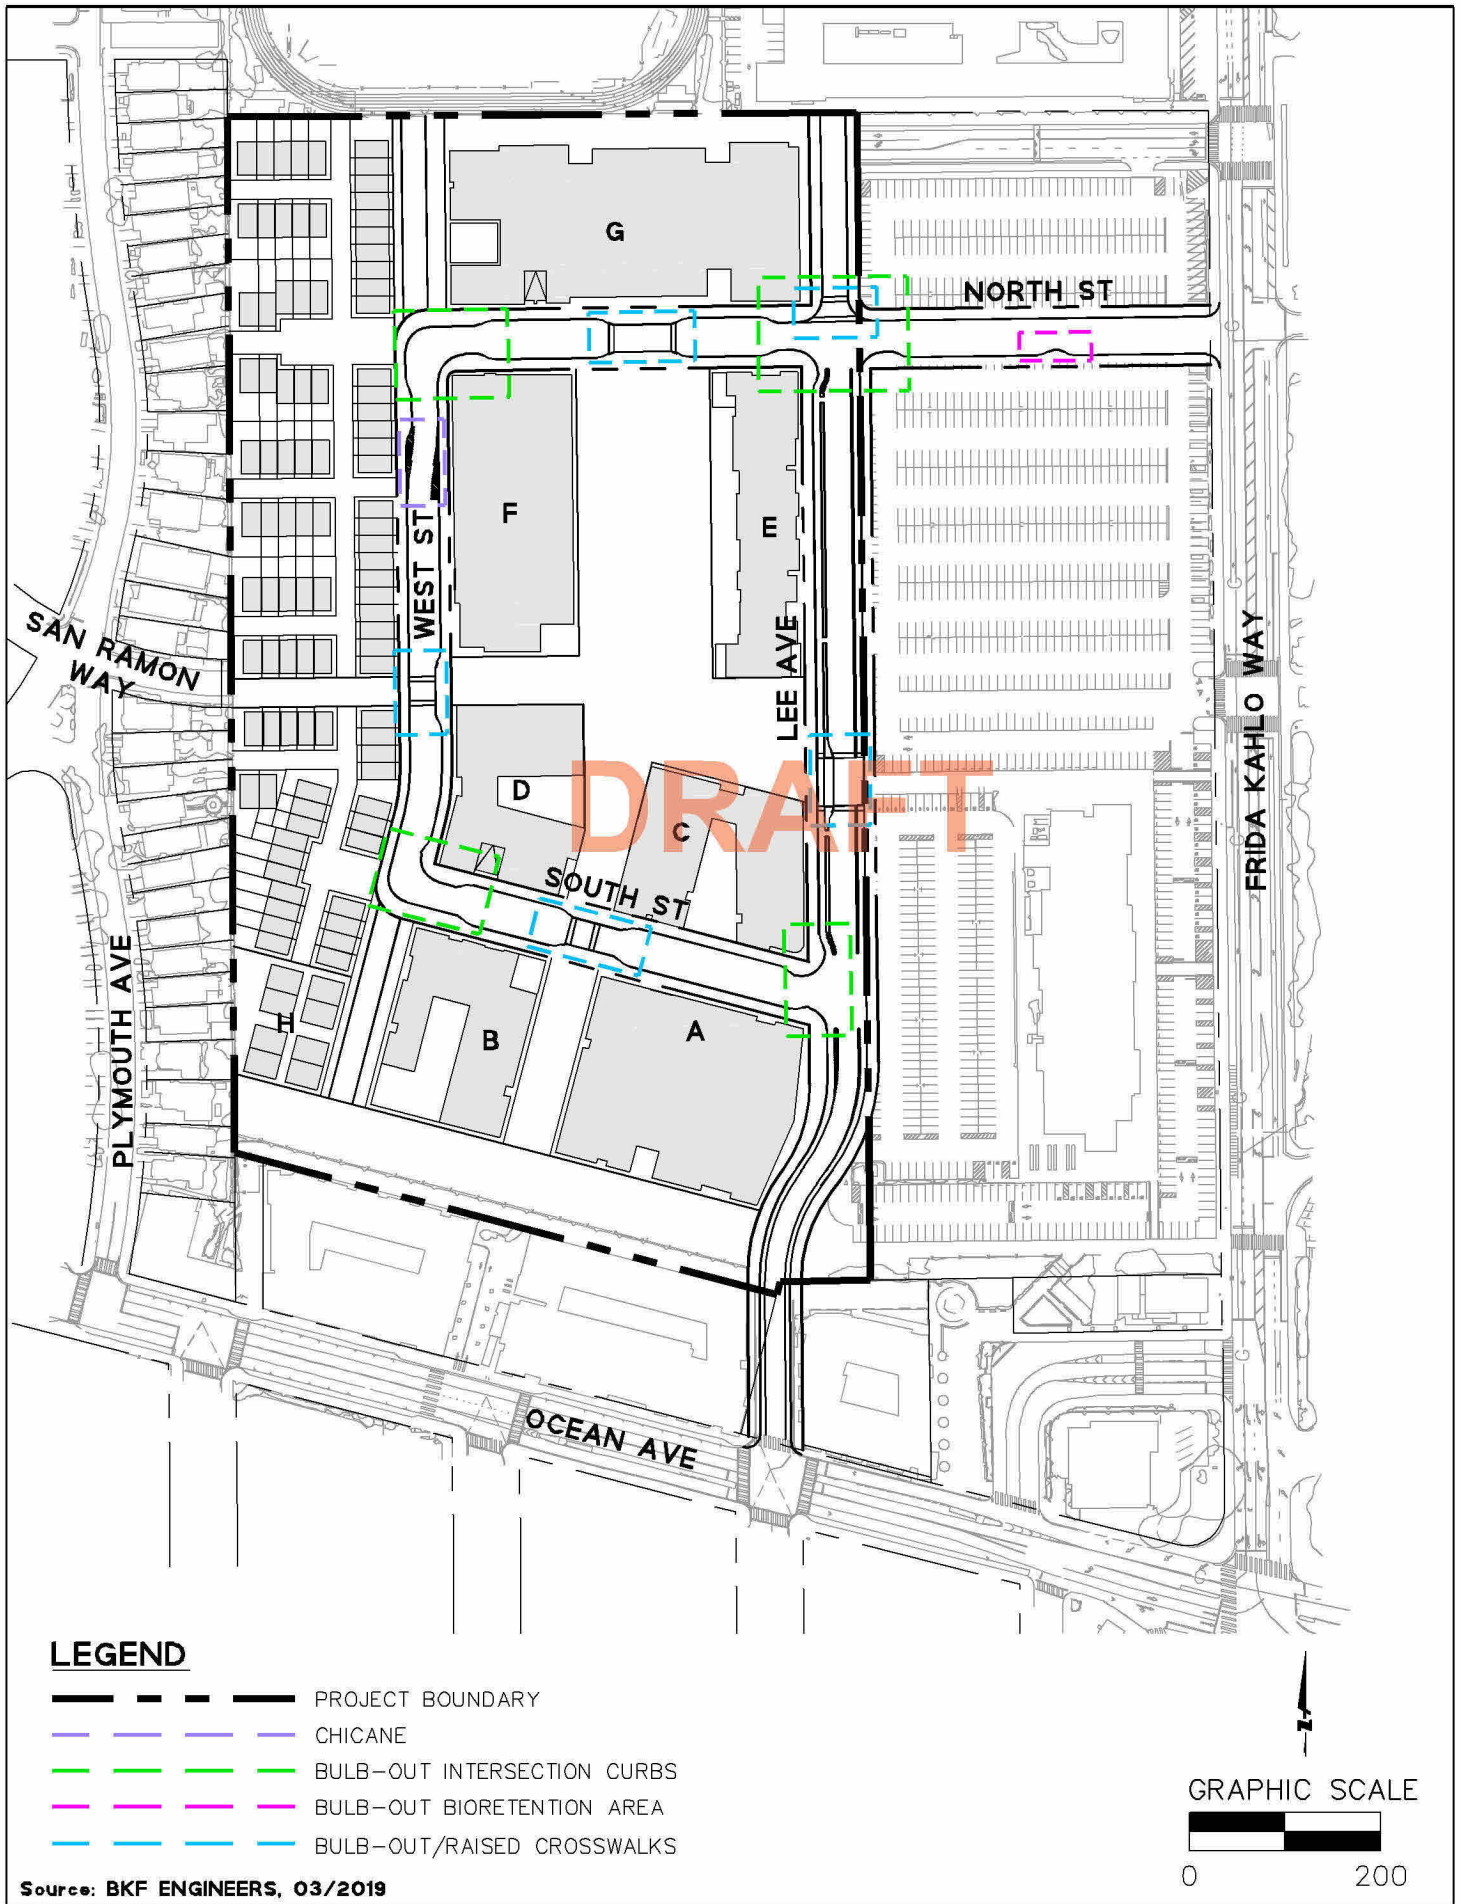 G
NORTH ST
F
E
WEST ST
SAN RAMON
WAY
LEE AVE
FRIDA KAHLO WAY
DRAFT
D
C
SOUTH ST
PLYMOUTH AVE
H
B
A
OCEAN AVE
LEGEND
PROJECT BOUNDARY
CHICANE
BULB-OUT INTERSECTION CURBS
BULB-OUT BIORETENTION AREA
BULB-OUT/RAISED CROSSWALKS
N
GRAPHIC SCALE
0 200
Source: BKF ENGINEERS, 03/2019